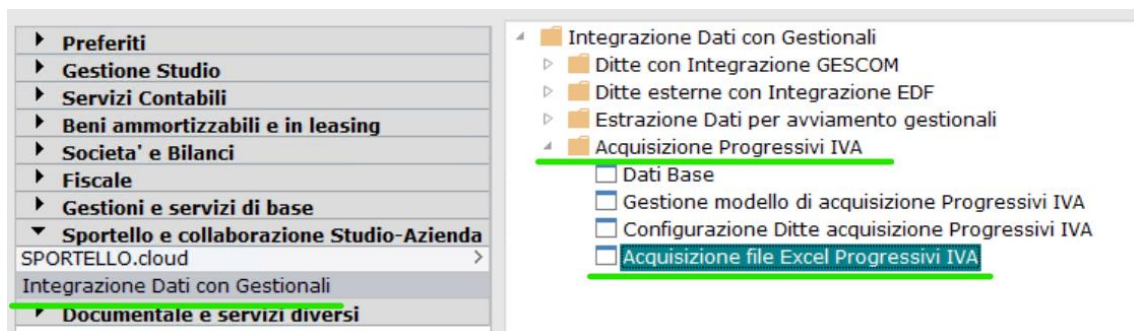 Preferiti
Gestione Studio
Servizi Contabili
Beni ammortizzabili e in leasing
Societa' e Bilanci
Fiscale
Gestioni e servizi di base
Sportello e collaborazione Studio-Azienda
SPORTELLO.cloud
Integrazione Dati con Gestionali
Documentale e servizi diversi
Integrazione Dati con Gestionali
Ditte con Integrazione GESCOM
Ditte esterne con Integrazione EDF
Estrazione Dati per avviamento gestionali
Acquisizione Progressivi IVA
Dati Base
Gestione modello di acquisizione Progressivi IVA
Configurazione Ditte acquisizione Progressivi IVA
Acquisizione file Excel Progressivi IVA